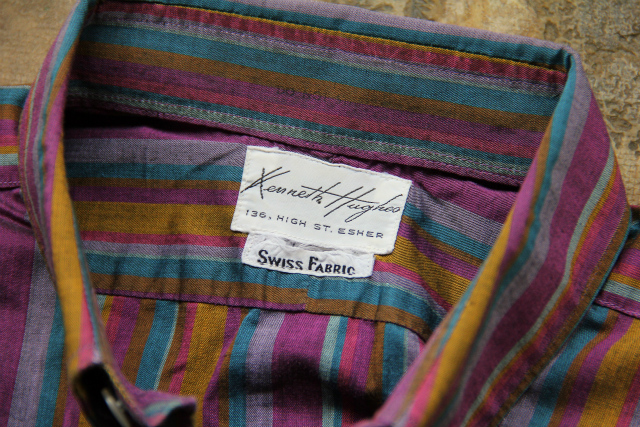 Kenneth Hughes
136, HIGH ST. ESHER
SWISS FABRIC